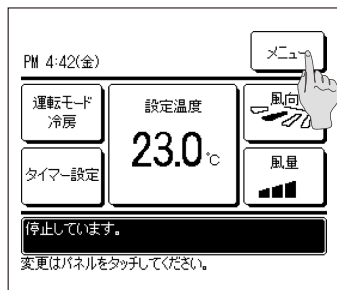 PM 4:42(金)
メニュー
運転モード
冷房
設定温度
23.0℃
風向
タイマー設定
風量
停止しています。
変更はパネルをタッチしてください。